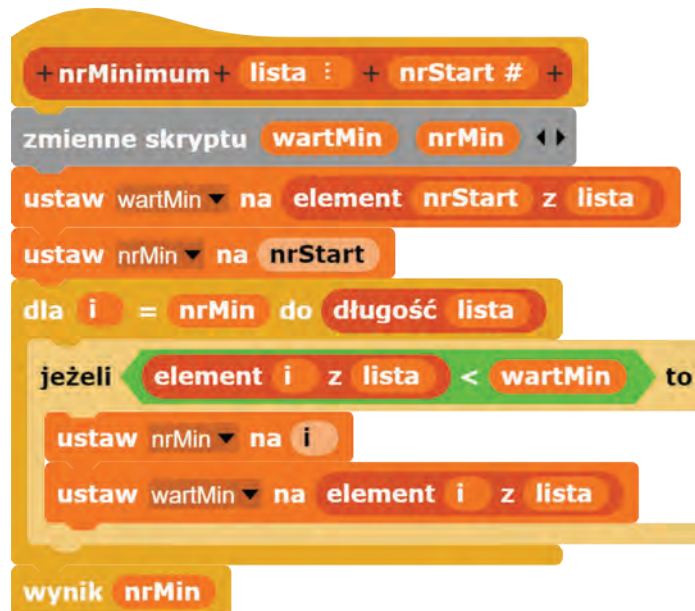 + nrMinimum + lista ⋮ + nrStart # +
zmienne skryptu wartMin nrMin
ustaw wartMin na element nrStart z lista
ustaw nrMin na nrStart
dla i = nrMin do długość lista
jeżeli element i z lista < wartMin to
ustaw nrMin na i
ustaw wartMin na element i z lista
wynik nrMin